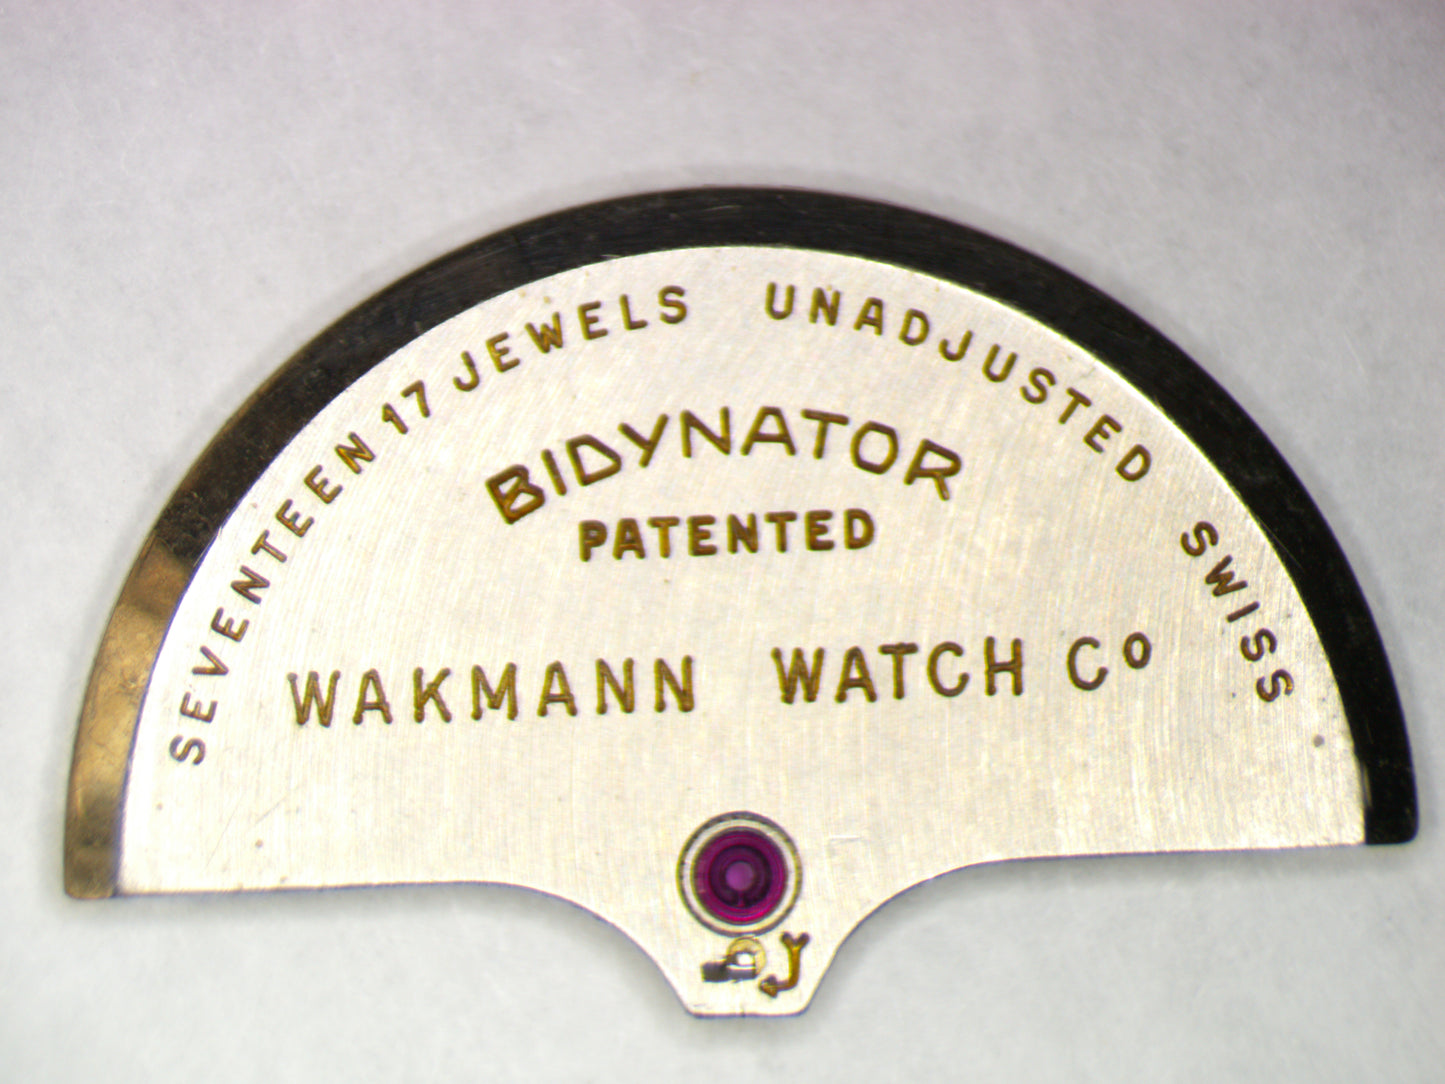 SEVENTEEN 17 JEWELS UNADJUSTED SWISS
BIDYNATOR
PATENTED
WAKMANN WATCH Co